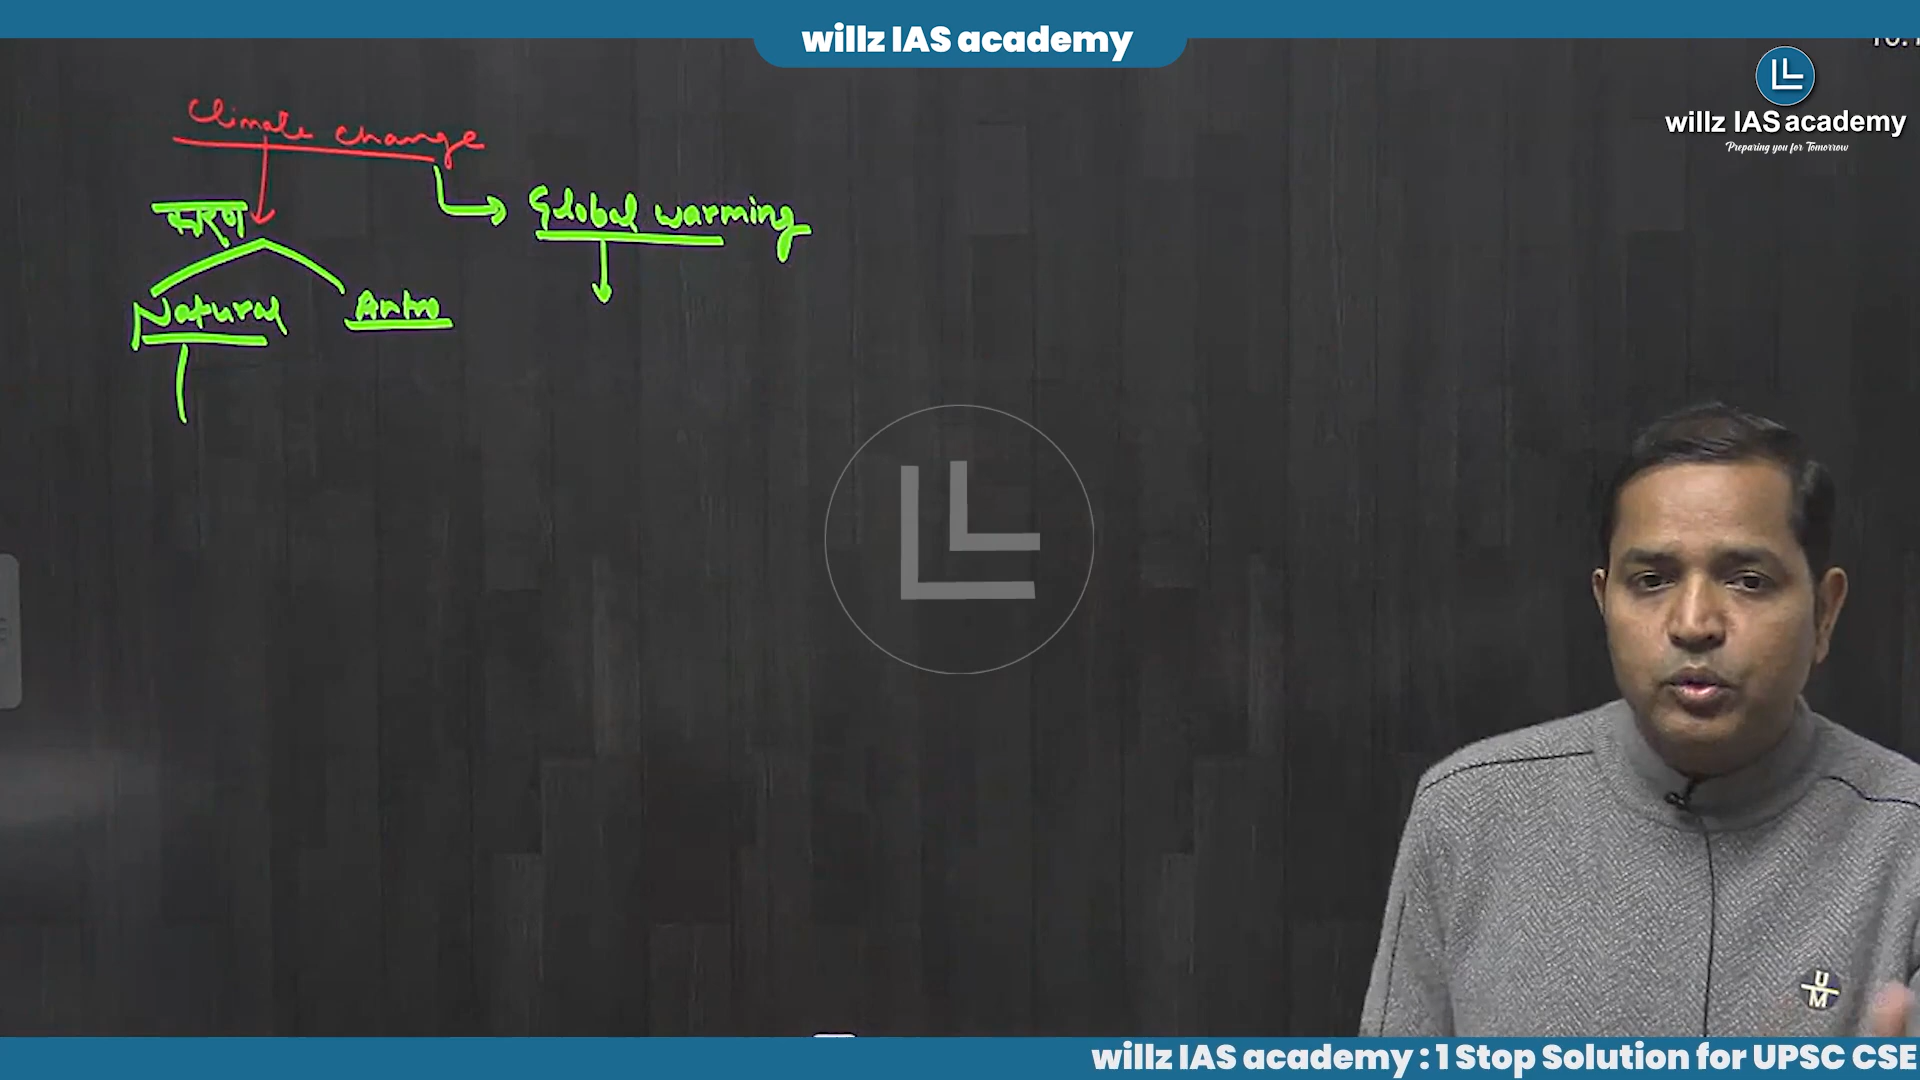 willz IAS academy
willz IAS academy
Preparing you for Tomorrow
Climate change
कारण
Global warming
Natural
Antro
U
M
willz IAS academy : 1 Stop Solution for UPSC CSE